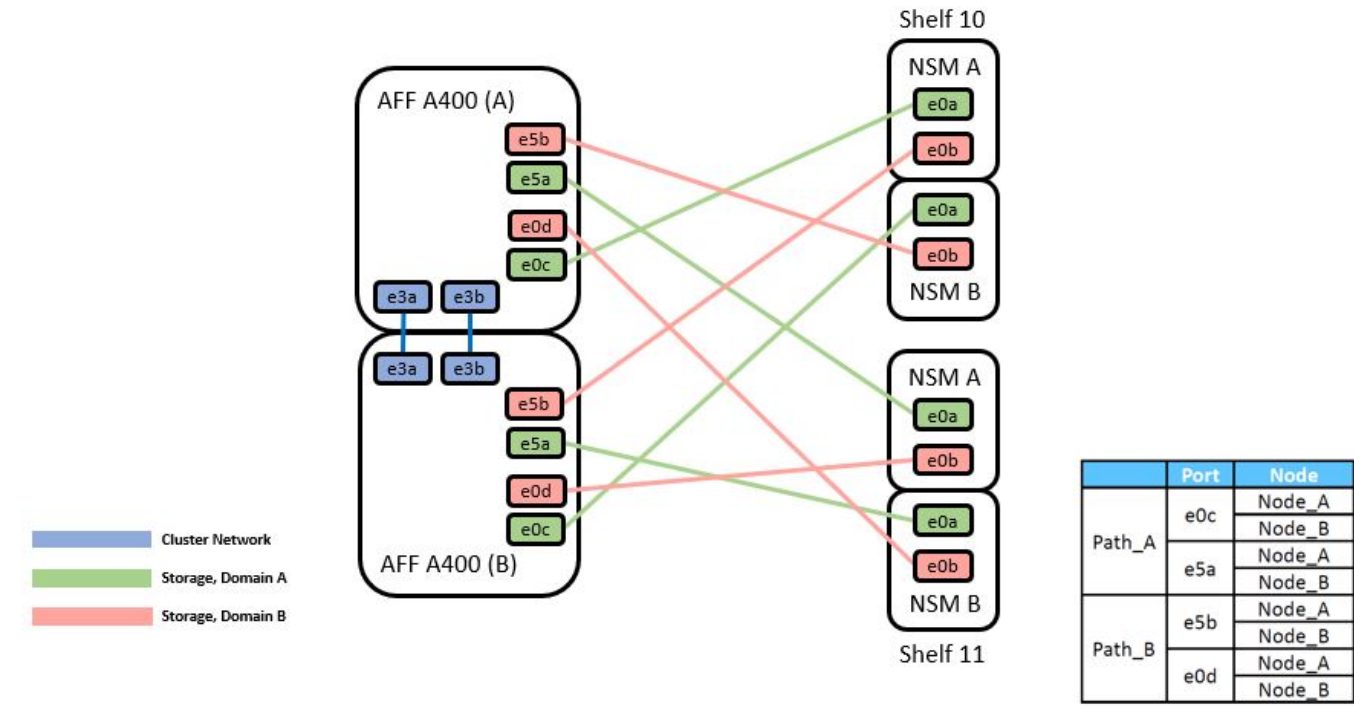 Shelf 10
AFF A400 (A)
e5b
e5a
e0d
e0c
e3a e3b
e3a e3b
e5b
e5a
e0d
e0c
AFF A400 (B)
NSM A
e0a
e0b
e0a
e0b
NSM B
NSM A
e0a
e0b
e0a
e0b
NSM B
Shelf 11
Cluster Network
Storage, Domain A
Storage, Domain B
Port Node
Path_A e0c Node_A
Node_B
e5a Node_A
Node_B
Path_B e5b Node_A
Node_B
e0d Node_A
Node_B